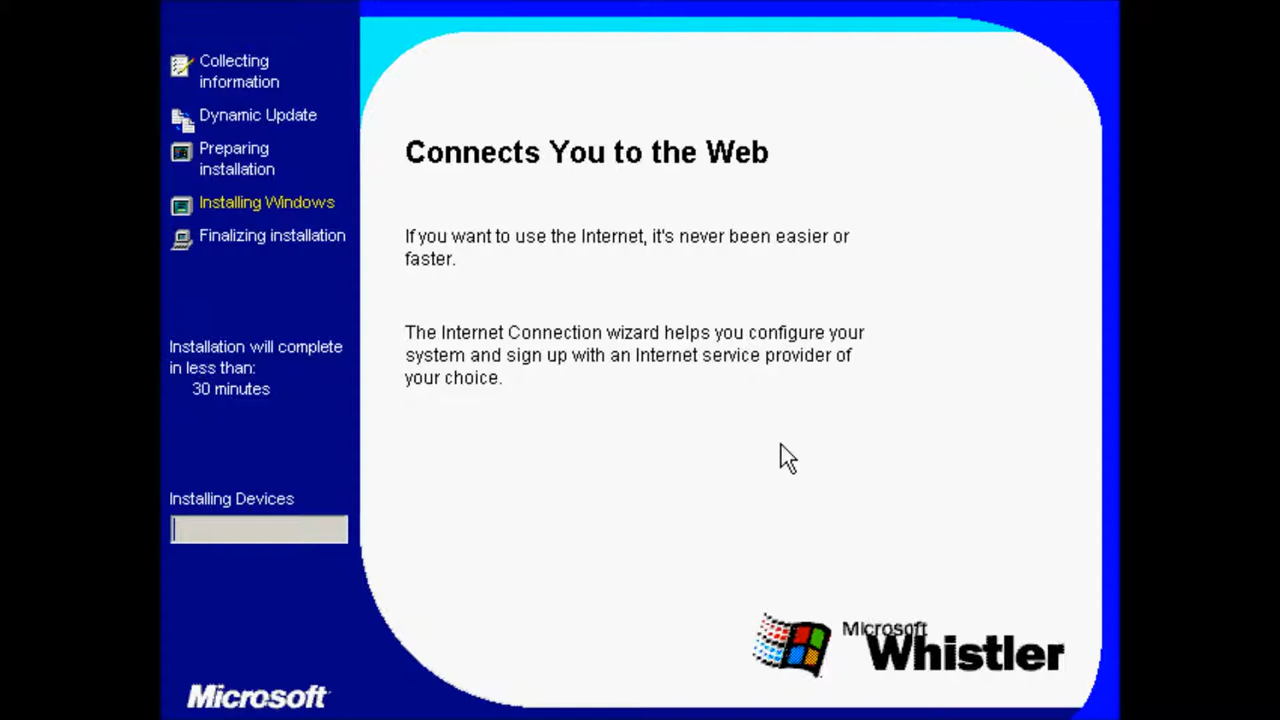 Collecting
information
Dynamic Update
Preparing
installation
Installing Windows
Finalizing installation
Installation will complete
in less than:
30 minutes
Installing Devices
Microsoft
Connects You to the Web
If you want to use the Internet, it's never been easier or
faster.
The Internet Connection wizard helps you configure your
system and sign up with an Internet service provider of
your choice.
Microsoft
Whistler